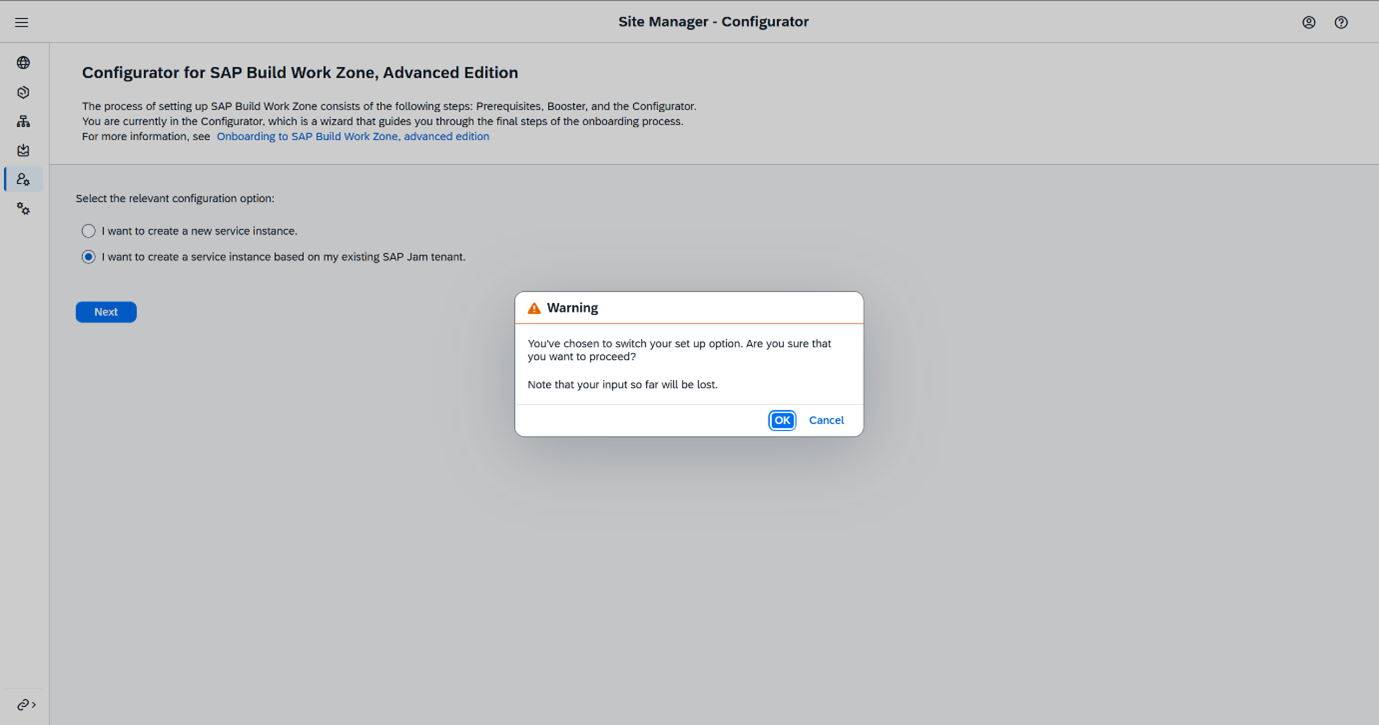 Site Manager - Configurator
Configurator for SAP Build Work Zone, Advanced Edition
The process of setting up SAP Build Work Zone consists of the following steps: Prerequisites, Booster, and the Configurator.
You are currently in the Configurator, which is a wizard that guides you through the final steps of the onboarding process.
For more information, see Onboarding to SAP Build Work Zone, advanced edition
Select the relevant configuration option:
I want to create a new service instance.
I want to create a service instance based on my existing SAP Jam tenant.
Next
Warning
You've chosen to switch your set up option. Are you sure that
you want to proceed?
Note that your input so far will be lost.
OK Cancel